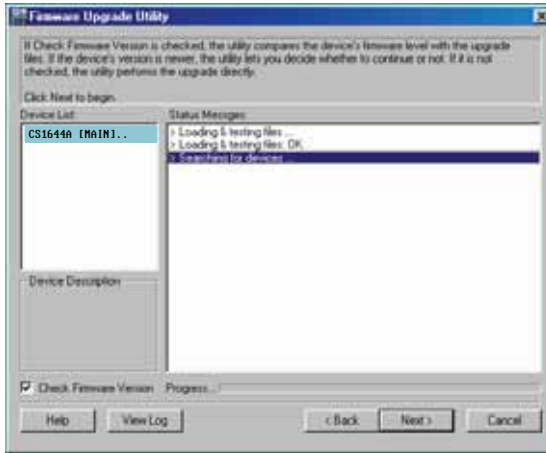 Firmware Upgrade Utility
If Check Firmware Version is checked, the utility compares the device's firmware level with the upgrade
files. If the device's version is newer, the utility lets you decide whether to continue or not. If it is not
checked, the utility performs the upgrade directly.
Click Next to begin.
Device List
Status Messages
CS1644A [MAIN]..
> Loading & testing files ...
> Loading & testing files: OK
> Searching for devices ...
Device Description
Check Firmware Version
Progress...
Help
View Log
< Back
Next >
Cancel